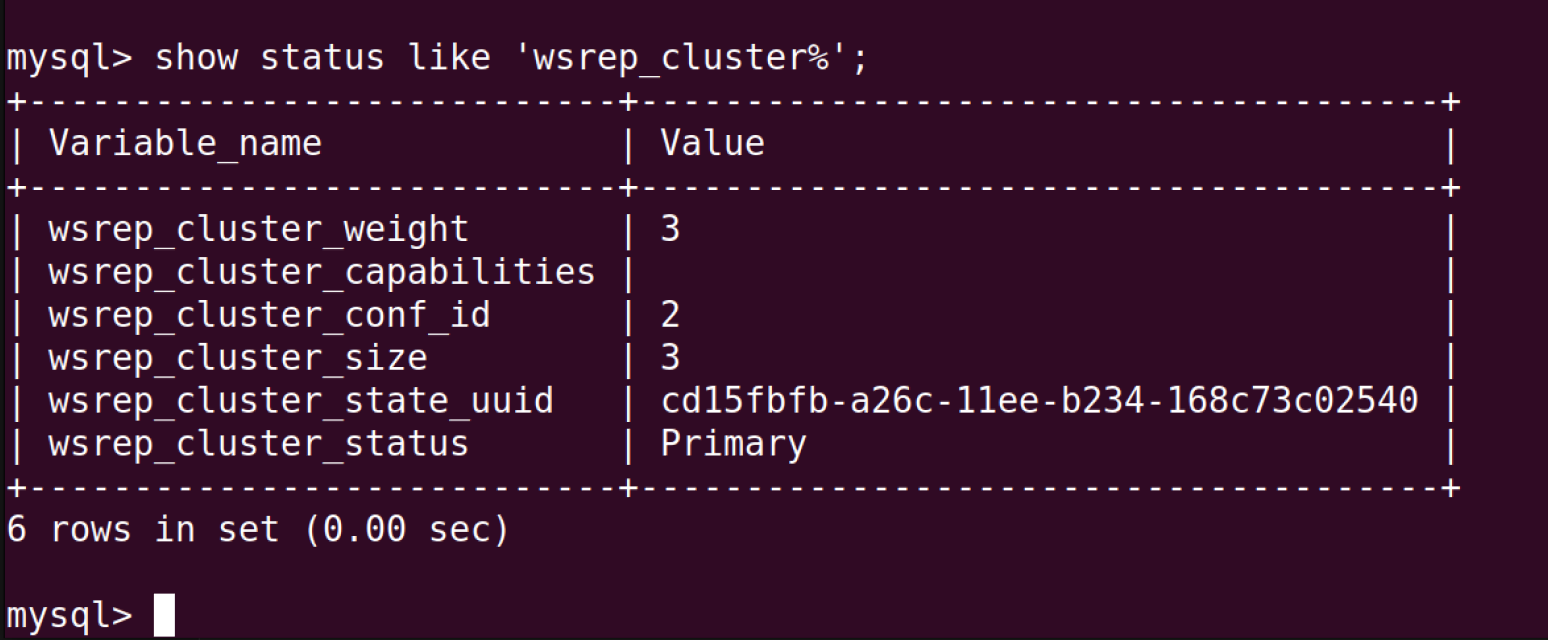 mysql> show status like 'wsrep_cluster%';
+----------------------------+--------------------------------------+
| Variable_name              | Value                                |
+----------------------------+--------------------------------------+
| wsrep_cluster_weight       | 3                                    |
| wsrep_cluster_capabilities |                                      |
| wsrep_cluster_conf_id      | 2                                    |
| wsrep_cluster_size         | 3                                    |
| wsrep_cluster_state_uuid   | cd15fbfb-a26c-11ee-b234-168c73c02540 |
| wsrep_cluster_status       | Primary                              |
+----------------------------+--------------------------------------+
6 rows in set (0.00 sec)
mysql>